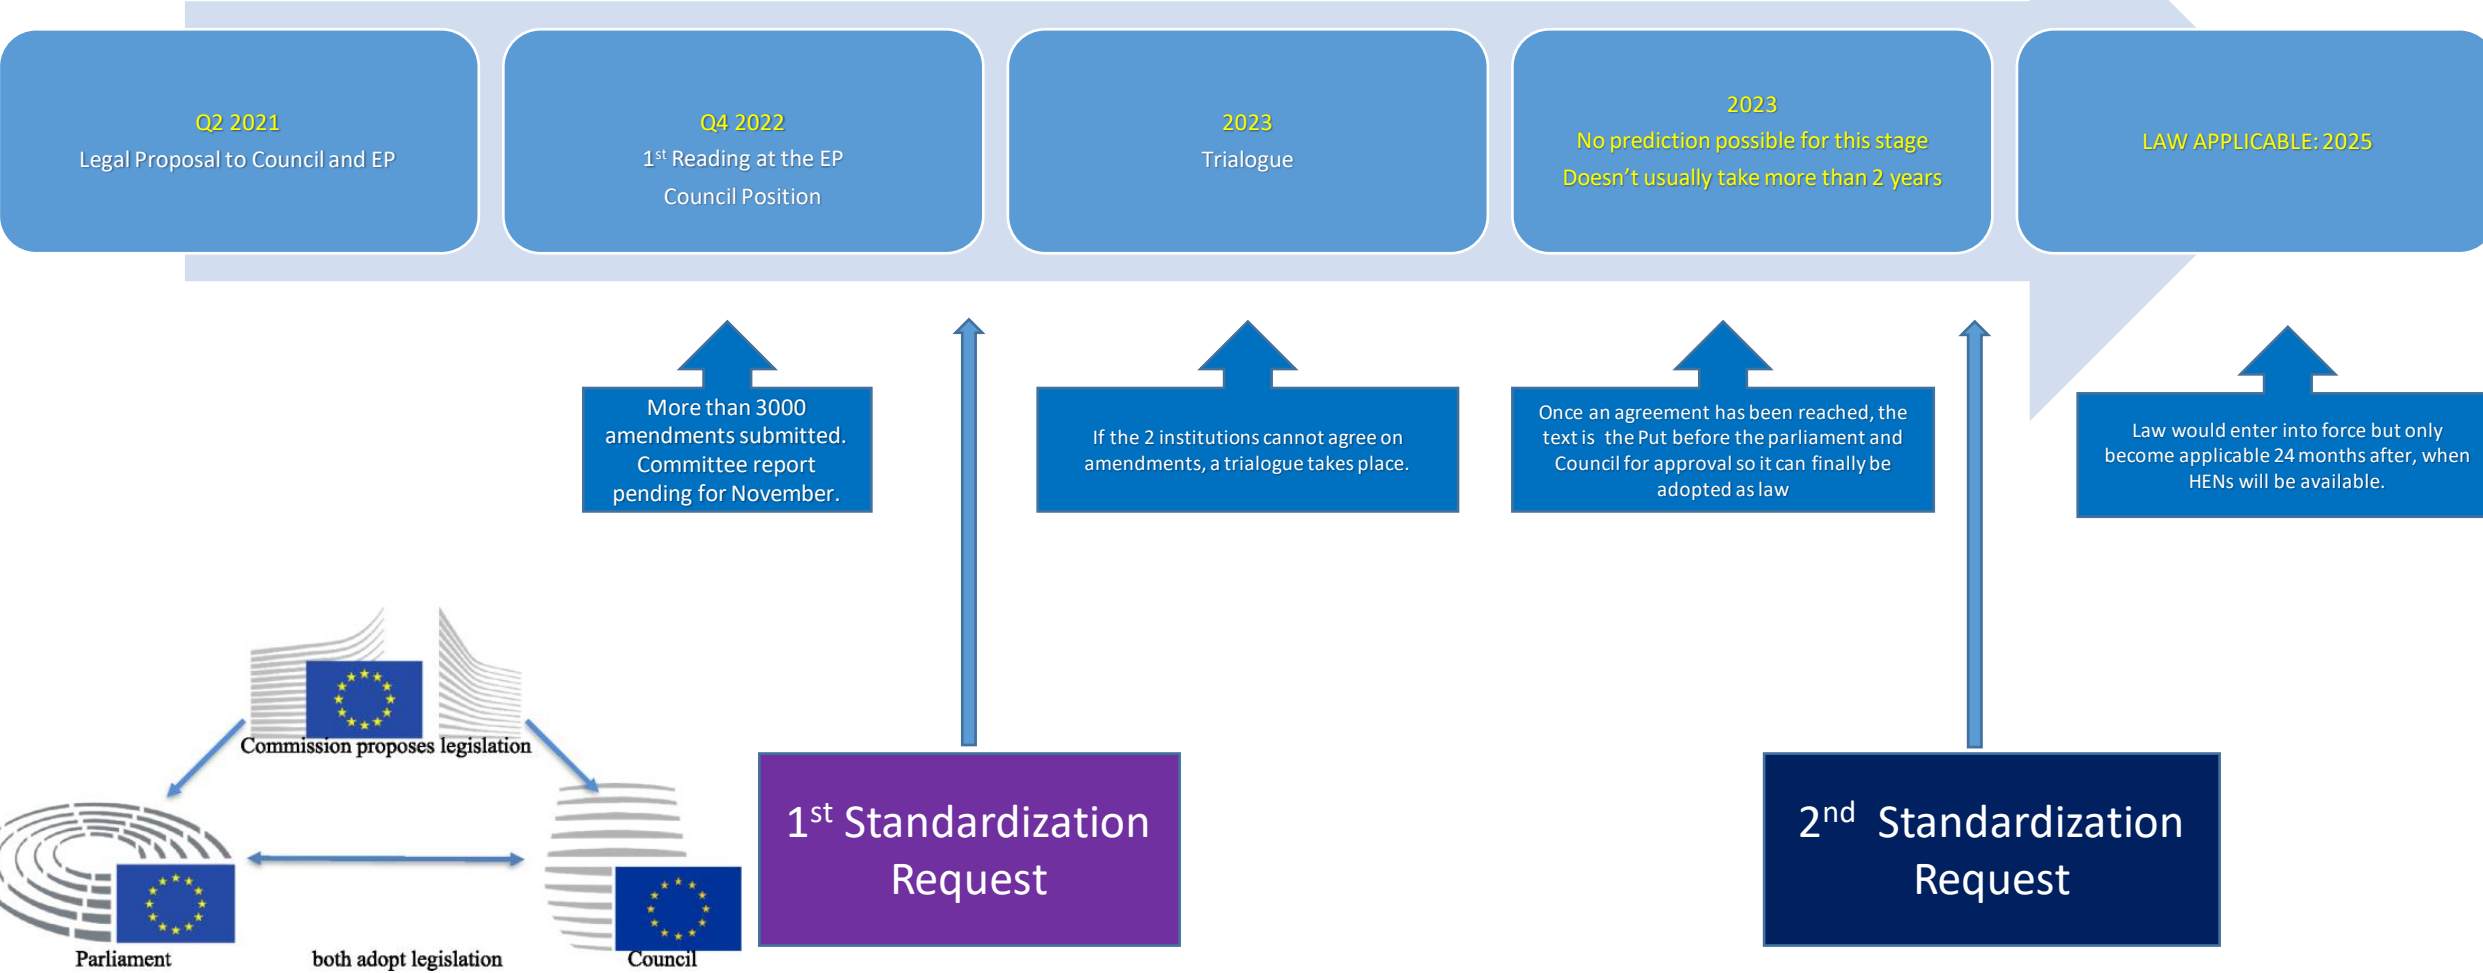 Q2 2021
Legal Proposal to Council and EP
Q4 2022
1st Reading at the EP
Council Position
2023
Trialogue
2023
No prediction possible for this stage
Doesn't usually take more than 2 years
LAW APPLICABLE: 2025
More than 3000
amendments submitted.
Committee report
pending for November.
If the 2 institutions cannot agree on
amendments, a trialogue takes place.
Once an agreement has been reached, the
text is the Put before the parliament and
Council for approval so it can finally be
adopted as law
Law would enter into force but only
become applicable 24 months after, when
HENs will be available.
Commission proposes legislation
Parliament
both adopt legislation
Council
1st Standardization
Request
2nd Standardization
Request